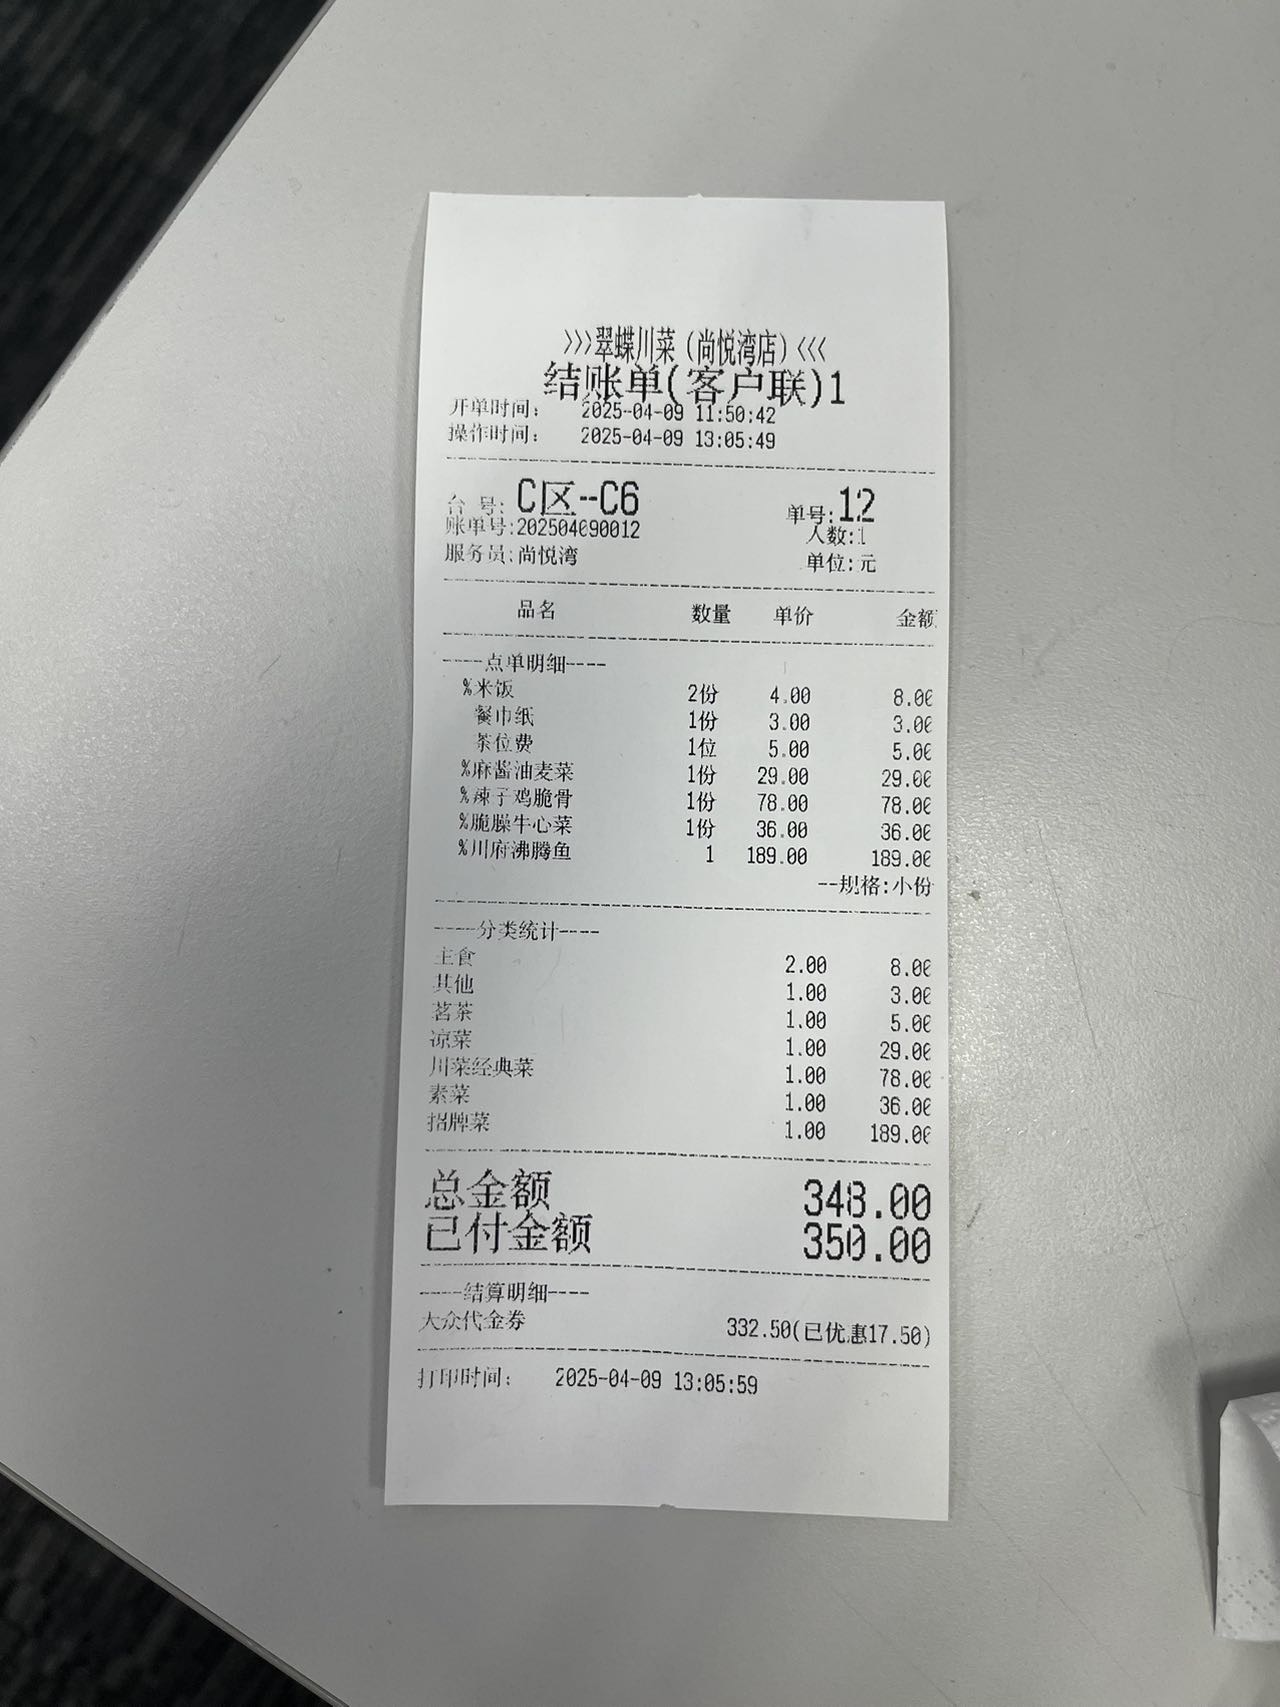 >>>翠蝶川菜(尚悦湾店)<<<
结账单(客户联)1
开单时间: 2025-04-09 11:50:42
操作时间: 2025-04-09 13:05:49
台 号: C区--C6 单号:12
账单号:202504090012 人数:1
服务员:尚悦湾 单位:元
品名 数量 单价 金额
-----点单明细----
%米饭 2份 4.00 8.00
餐巾纸 1份 3.00 3.00
茶位费 1位 5.00 5.00
%麻酱油麦菜 1份 29.00 29.00
%辣子鸡脆骨 1份 78.00 78.00
%脆臊牛心菜 1份 36.00 36.00
%川府沸腾鱼 1 189.00 189.00
--规格:小份
-----分类统计----
主食 2.00 8.00
其他 1.00 3.00
茗茶 1.00 5.00
凉菜 1.00 29.00
川菜经典菜 1.00 78.00
素菜 1.00 36.00
招牌菜 1.00 189.00
总金额 348.00
已付金额 350.00
-----结算明细----
大众代金券 332.50(已优惠17.50)
打印时间: 2025-04-09 13:05:59